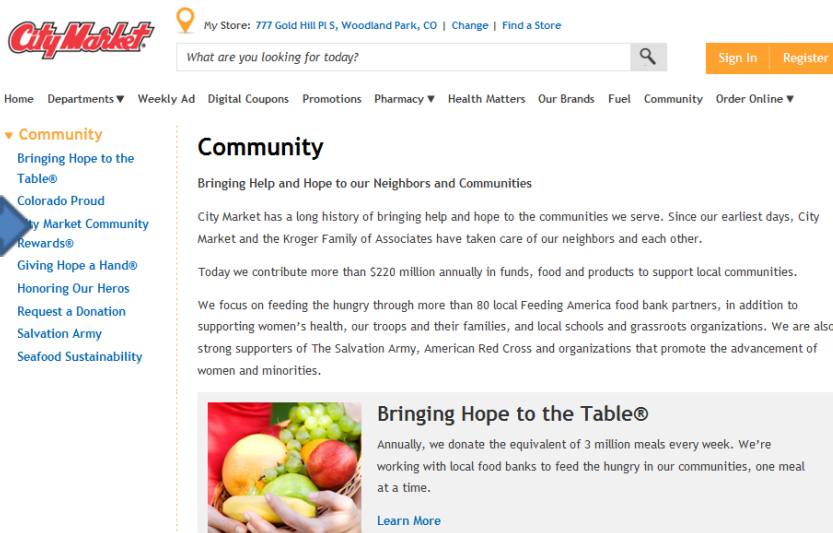 City Market.
My Store: 777 Gold Hill Pl S, Woodland Park, CO | Change | Find a Store
What are you looking for today?
Sign In Register
Home Departments▼ Weekly Ad Digital Coupons Promotions Pharmacy▼ Health Matters Our Brands Fuel Community Order Online▼
Community
Bringing Hope to the
Table®
Colorado Proud
ty Market Community
Rewards®
Giving Hope a Hand®
Honoring Our Heros
Request a Donation
Salvation Army
Seafood Sustainability
Community
Bringing Help and Hope to our Neighbors and Communities
City Market has a long history of bringing help and hope to the communities we serve. Since our earliest days, City
Market and the Kroger Family of Associates have taken care of our neighbors and each other.
Today we contribute more than $220 million annually in funds, food and products to support local communities.
We focus on feeding the hungry through more than 80 local Feeding America food bank partners, in addition to
supporting women's health, our troops and their families, and local schools and grassroots organizations. We are also
strong supporters of The Salvation Army, American Red Cross and organizations that promote the advancement of
women and minorities.
Bringing Hope to the Table®
Annually, we donate the equivalent of 3 million meals every week. We're
working with local food banks to feed the hungry in our communities, one meal
at a time.
Learn More